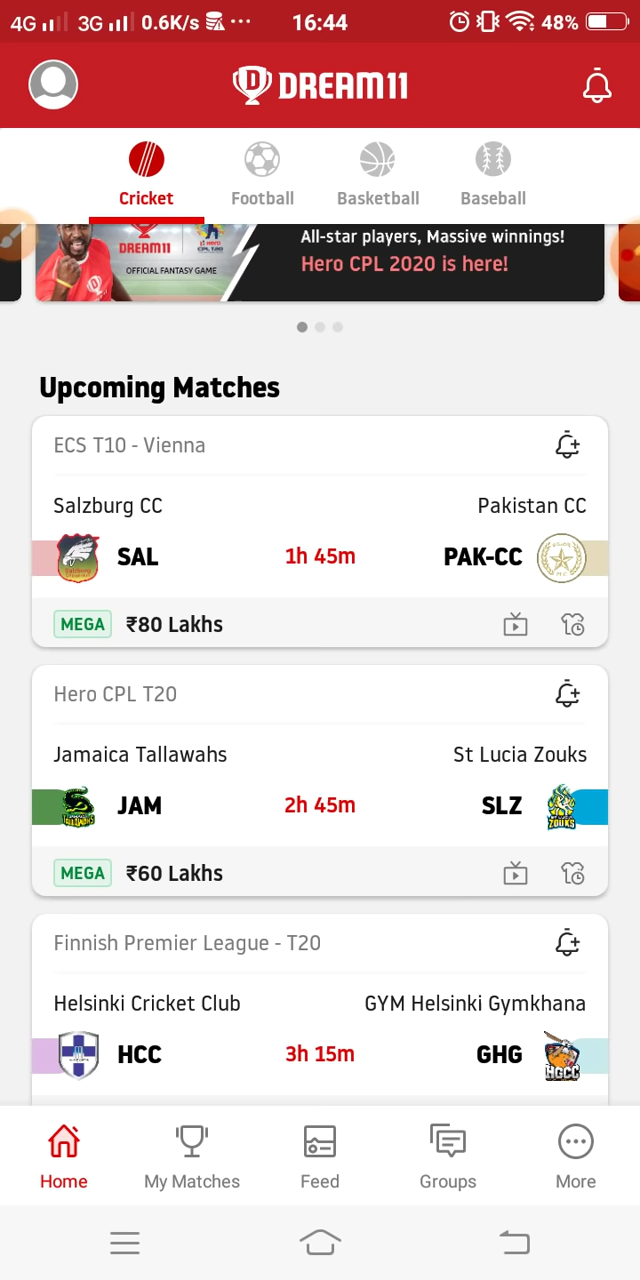 4G 3G 0.6K/s ... 16:44 48%
DREAM11
Cricket Football Basketball Baseball
DREAM11
OFFICIAL FANTASY GAME
All-star players, Massive winnings!
Hero CPL 2020 is here!
Upcoming Matches
ECS T10 - Vienna
Salzburg CC Pakistan CC
SAL 1h 45m PAK-CC
MEGA ₹80 Lakhs
Hero CPL T20
Jamaica Tallawahs St Lucia Zouks
JAM 2h 45m SLZ
ZOUKS
MEGA ₹60 Lakhs
Finnish Premier League - T20
Helsinki Cricket Club GYM Helsinki Gymkhana
HCC 3h 15m GHG
HGCC
Home My Matches Feed Groups More